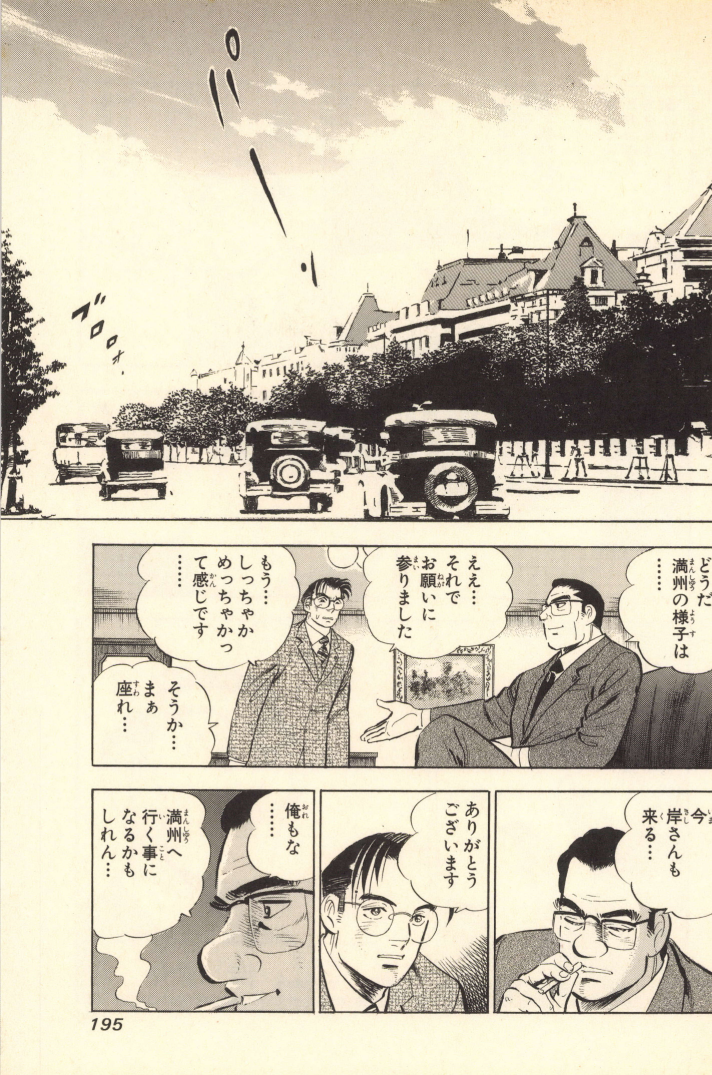 パパーッ
ブロロォ
どうだ
満州の様子は
……
ええ…
それで
お願いに
参りました
もう…
しっちゃか
めっちゃかっ
て感じです
……
そうか…
まぁ
座れ…
今
岸さんも
来る…
ありがとう
ございます
俺もな
……
満州へ
行く事に
なるかも
しれん…
195